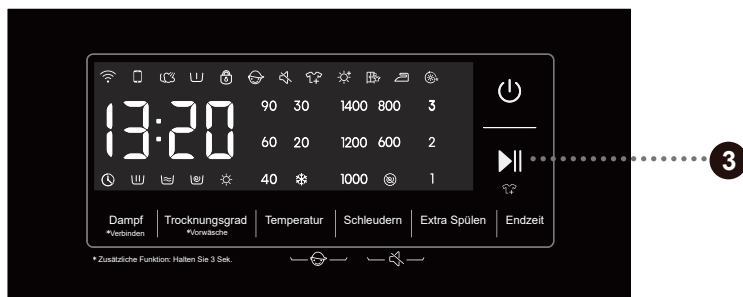 90 30 1400 800 3
13:20
60 20 1200 600 2
3
40 1000 1
Dampf Trocknungsgrad Temperatur Schleudern Extra Spülen Endzeit
*Verbinden *Vorwäsche
* Zusätzliche Funktion: Halten Sie 3 Sek.